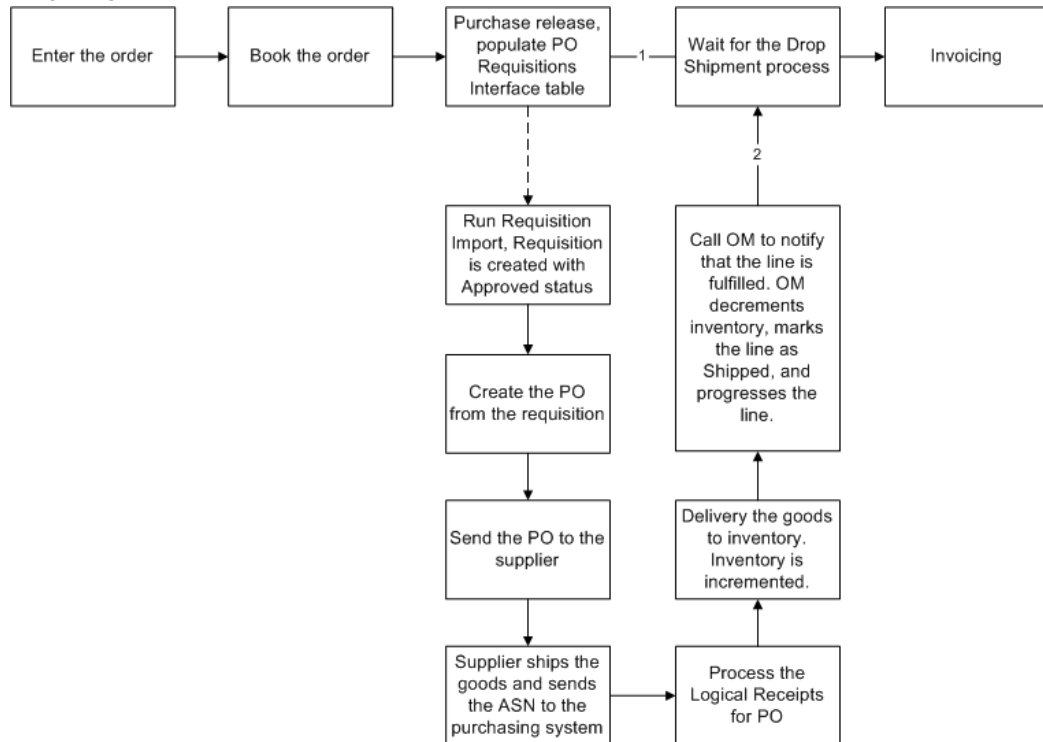 Enter the order
Book the order
Purchase release,
populate PO
Requisitions
Interface table
1
Wait for the Drop
Shipment process
Invoicing
2
Run Requisition
Import, Requisition
is created with
Approved status
Call OM to notify
that the line is
fulfilled. OM
decrements
inventory, marks
the line as
Shipped, and
progresses the
line.
Create the PO
from the requisition
Send the PO to the
supplier
Delivery the goods
to inventory.
Inventory is
incremented.
Supplier ships the
goods and sends
the ASN to the
purchasing system
Process the
Logical Receipts
for PO